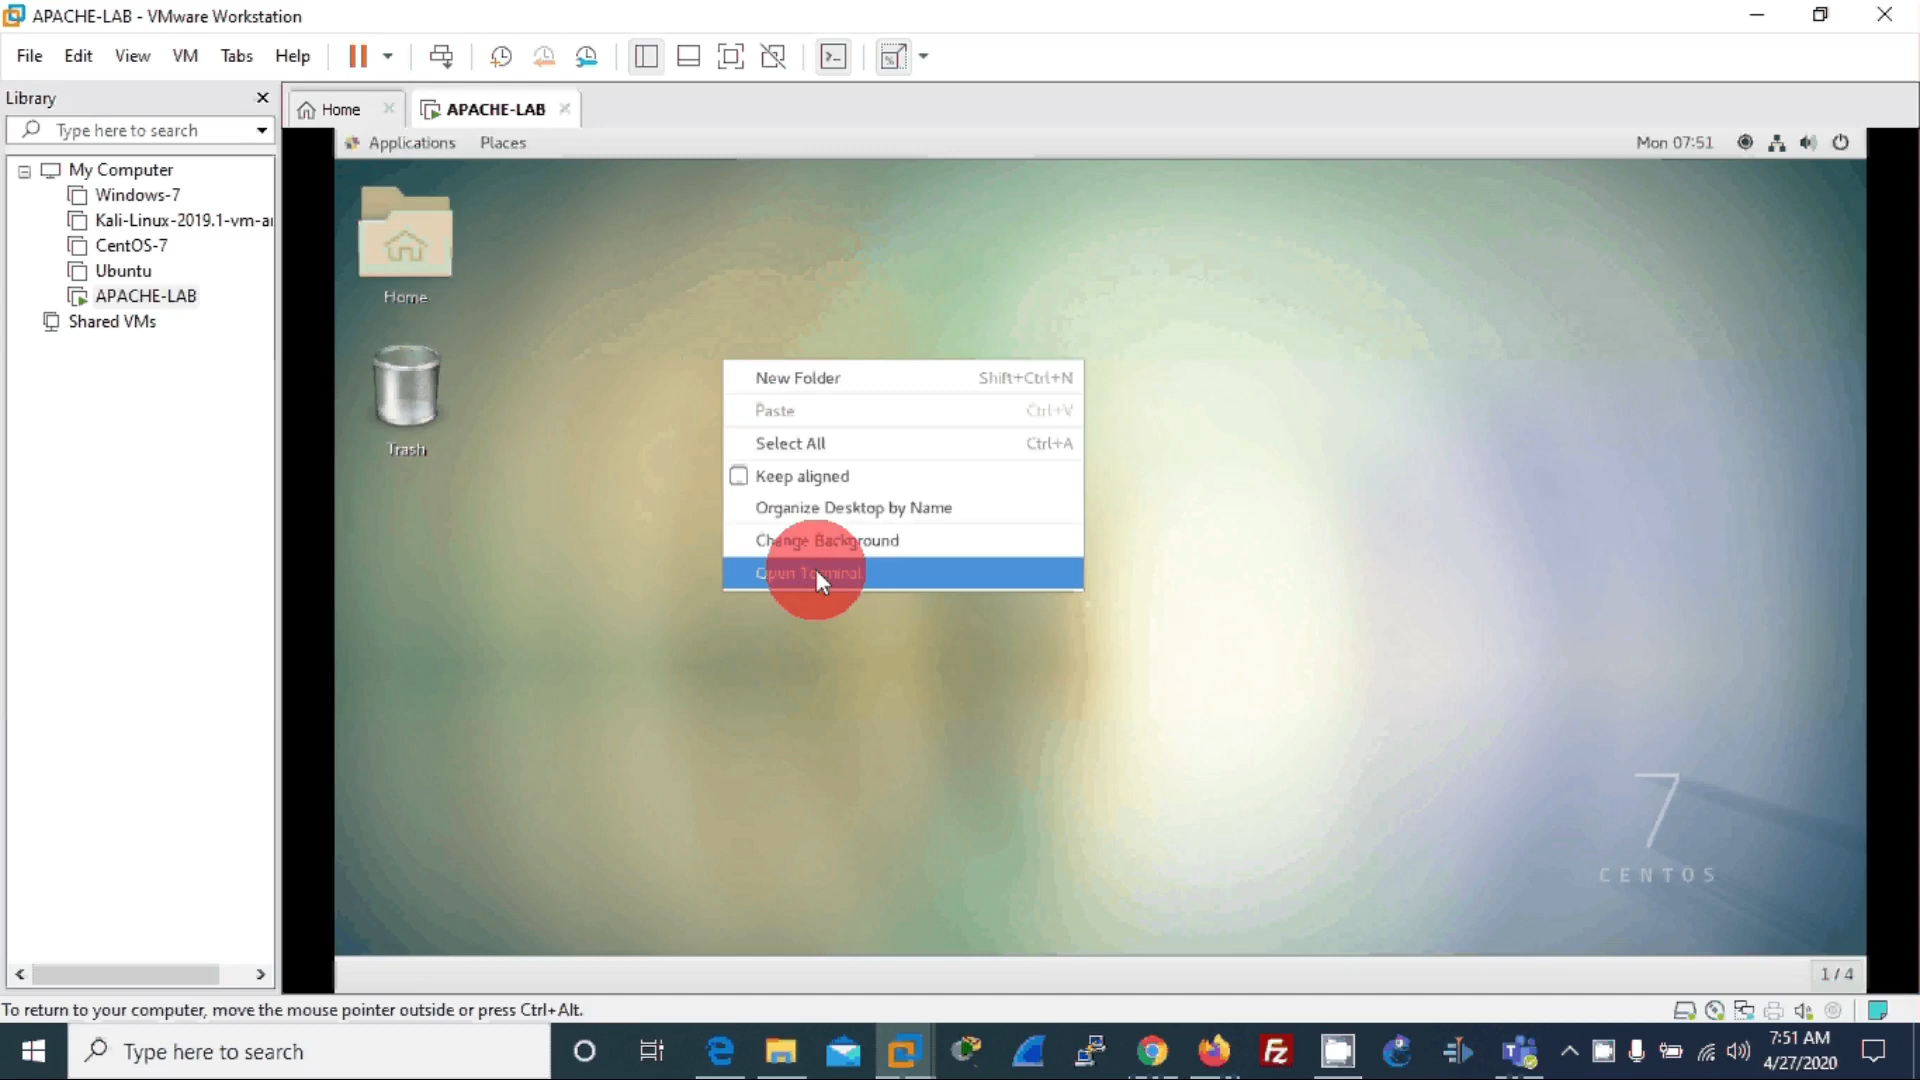 APACHE-LAB - VMware Workstation
File Edit View VM Tabs Help
Library
Type here to search
My Computer
Windows-7
Kali-Linux-2019.1-vm-a
CentOS-7
Ubuntu
APACHE-LAB
Shared VMs
Home
APACHE-LAB
Applications Places
Mon 07:51
Home
Trash
New Folder Shift+Ctrl+N
Paste Ctrl+V
Select All Ctrl+A
Keep aligned
Organize Desktop by Name
Change Background
Open Terminal
7
CENTOS
1 / 4
To return to your computer, move the mouse pointer outside or press Ctrl+Alt.
Type here to search
7:51 AM
4/27/2020